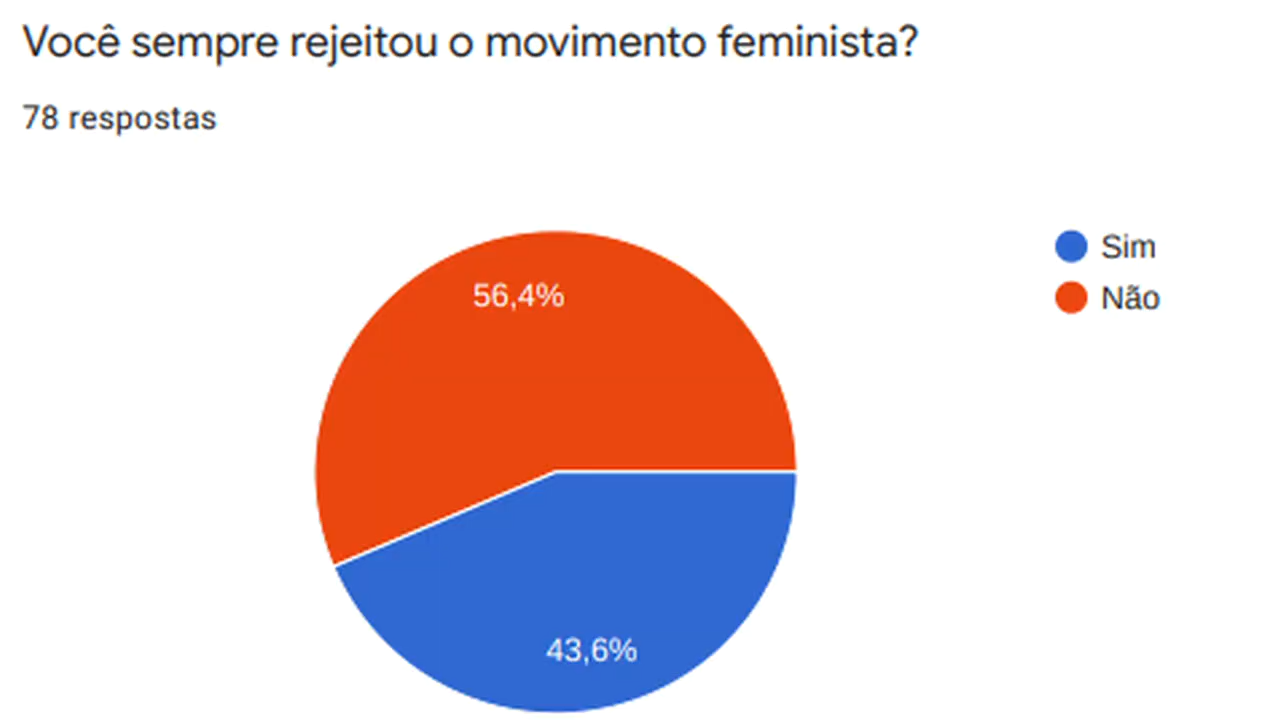 Você sempre rejeitou o movimento feminista?
78 respostas
Sim
Não
56,4%
43,6%